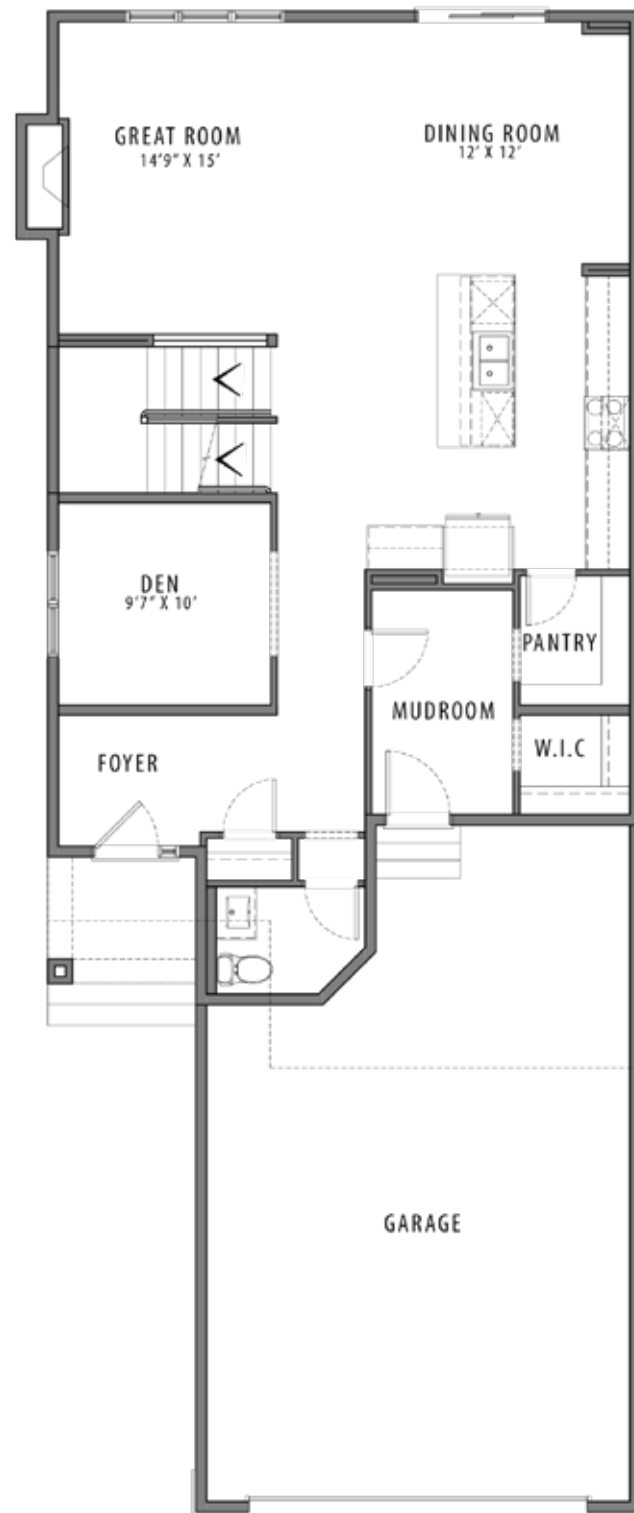 GREAT ROOM
14'9" X 15'
DINING ROOM
12' X 12'
DEN
9'7" X 10'
PANTRY
MUDROOM
W.I.C
FOYER
GARAGE